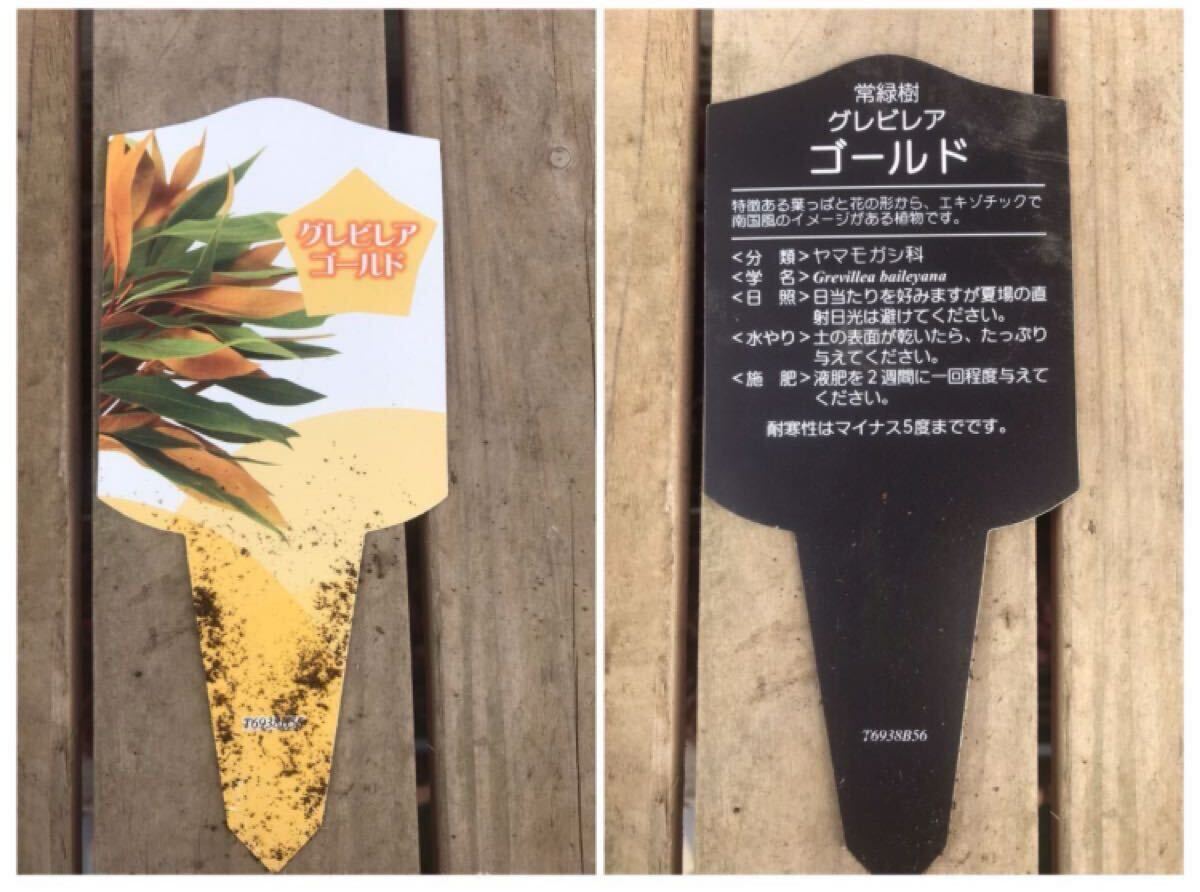 グレビレア
ゴールド
T6938B56
常緑樹
グレビレア
ゴールド
特徴ある葉っぱと花の形から、エキゾチックで
南国風のイメージがある植物です。
<分　類>ヤマモガシ科
<学　名>Grevillea baileyana
<日　照>日当たりを好みますが夏場の直
射日光は避けてください。
<水やり>土の表面が乾いたら、たっぷり
与えてください。
<施　肥>液肥を2週間に一回程度与えて
ください。
耐寒性はマイナス5度までです。
T6938B56